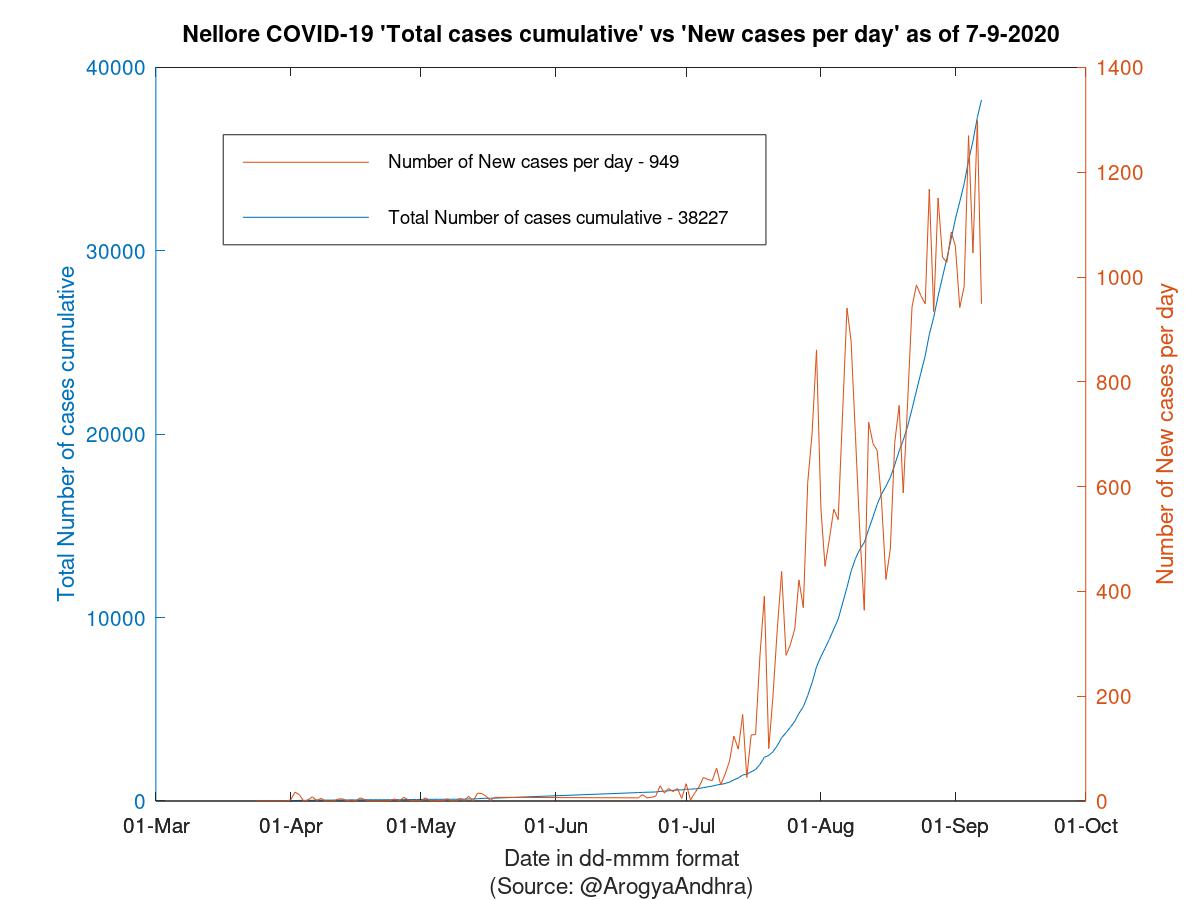 Nellore COVID-19 'Total cases cumulative' vs 'New cases per day' as of 7-9-2020
40000
30000
20000
10000
0
Total Number of cases cumulative
Number of New cases per day - 949
Total Number of cases cumulative - 38227
1400
1200
1000
800
600
400
200
0
Number of New cases per day
01-Mar 01-Apr 01-May 01-Jun 01-Jul 01-Aug 01-Sep 01-Oct
Date in dd-mmm format
(Source: @ArogyaAndhra)